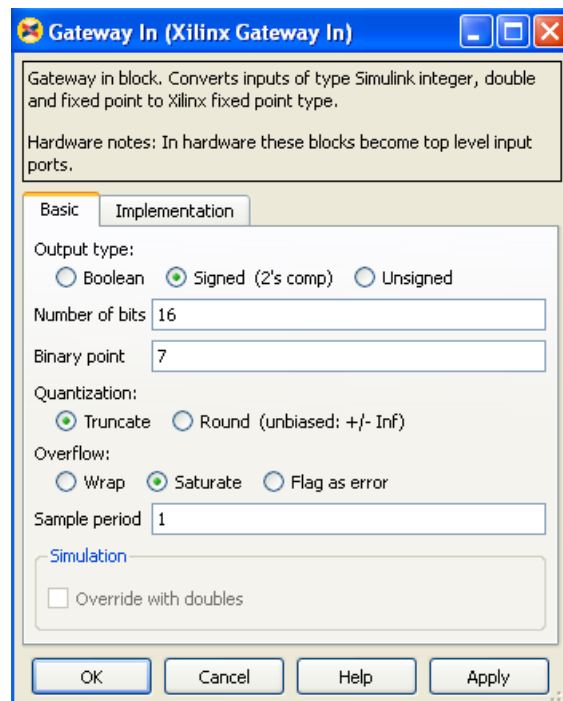 Gateway In (Xilinx Gateway In)
Gateway in block. Converts inputs of type Simulink integer, double
and fixed point to Xilinx fixed point type.
Hardware notes: In hardware these blocks become top level input
ports.
Basic Implementation
Output type:
Boolean Signed (2's comp) Unsigned
Number of bits 16
Binary point 7
Quantization:
Truncate Round (unbiased: +/- Inf)
Overflow:
Wrap Saturate Flag as error
Sample period 1
Simulation
Override with doubles
OK Cancel Help Apply